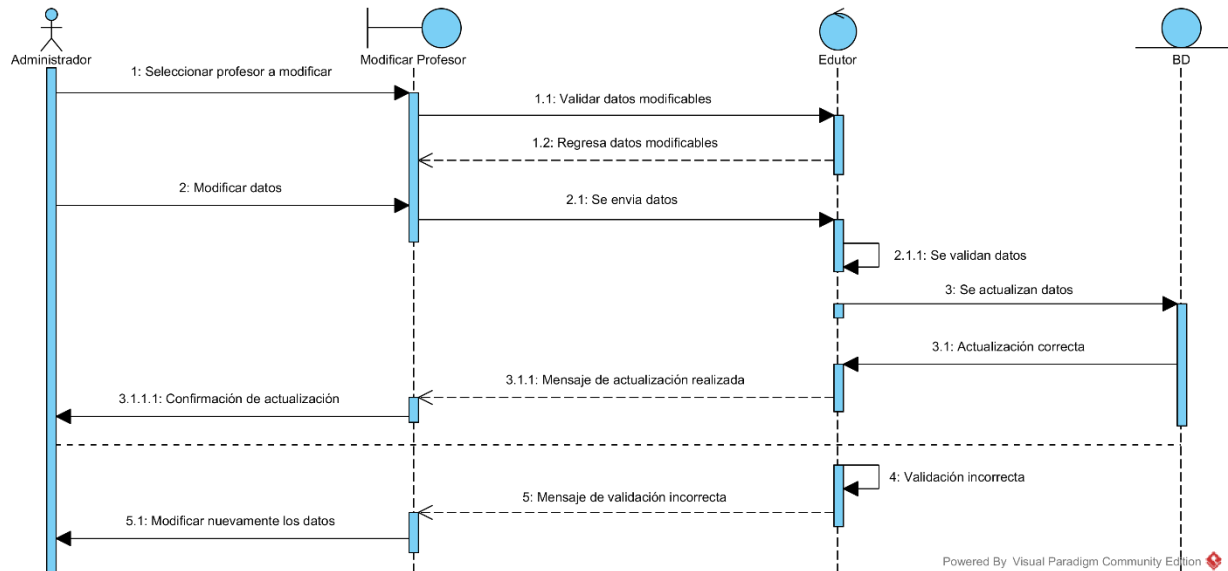 Administrador
Modificar Profesor
Edutor
BD
1: Seleccionar profesor a modificar
1.1: Validar datos modificables
1.2: Regresa datos modificables
2: Modificar datos
2.1: Se envia datos
2.1.1: Se validan datos
3: Se actualizan datos
3.1: Actualización correcta
3.1.1: Mensaje de actualización realizada
3.1.1.1: Confirmación de actualización
4: Validación incorrecta
5: Mensaje de validación incorrecta
5.1: Modificar nuevamente los datos
Powered By Visual Paradigm Community Edition